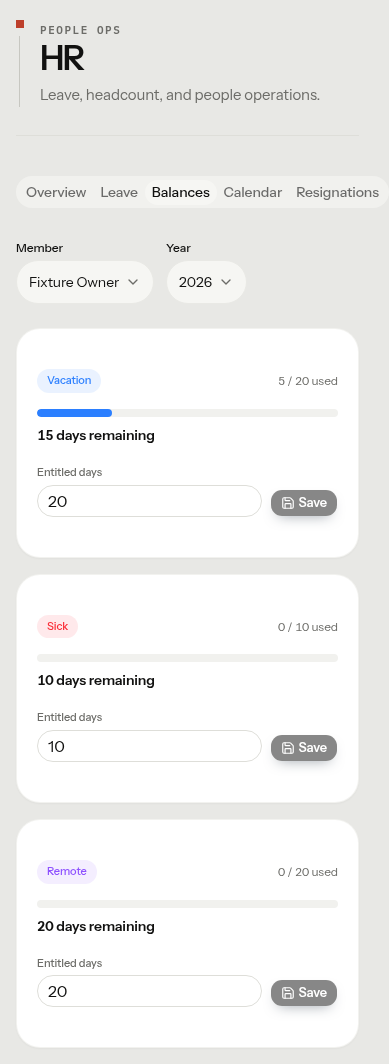 PEOPLE OPS
HR
Leave, headcount, and people operations.
Overview Leave Balances Calendar Resignations
Member Year
Fixture Owner 2026
Vacation 5 / 20 used
15 days remaining
Entitled days
20 Save
Sick 0 / 10 used
10 days remaining
Entitled days
10 Save
Remote 0 / 20 used
20 days remaining
Entitled days
20 Save